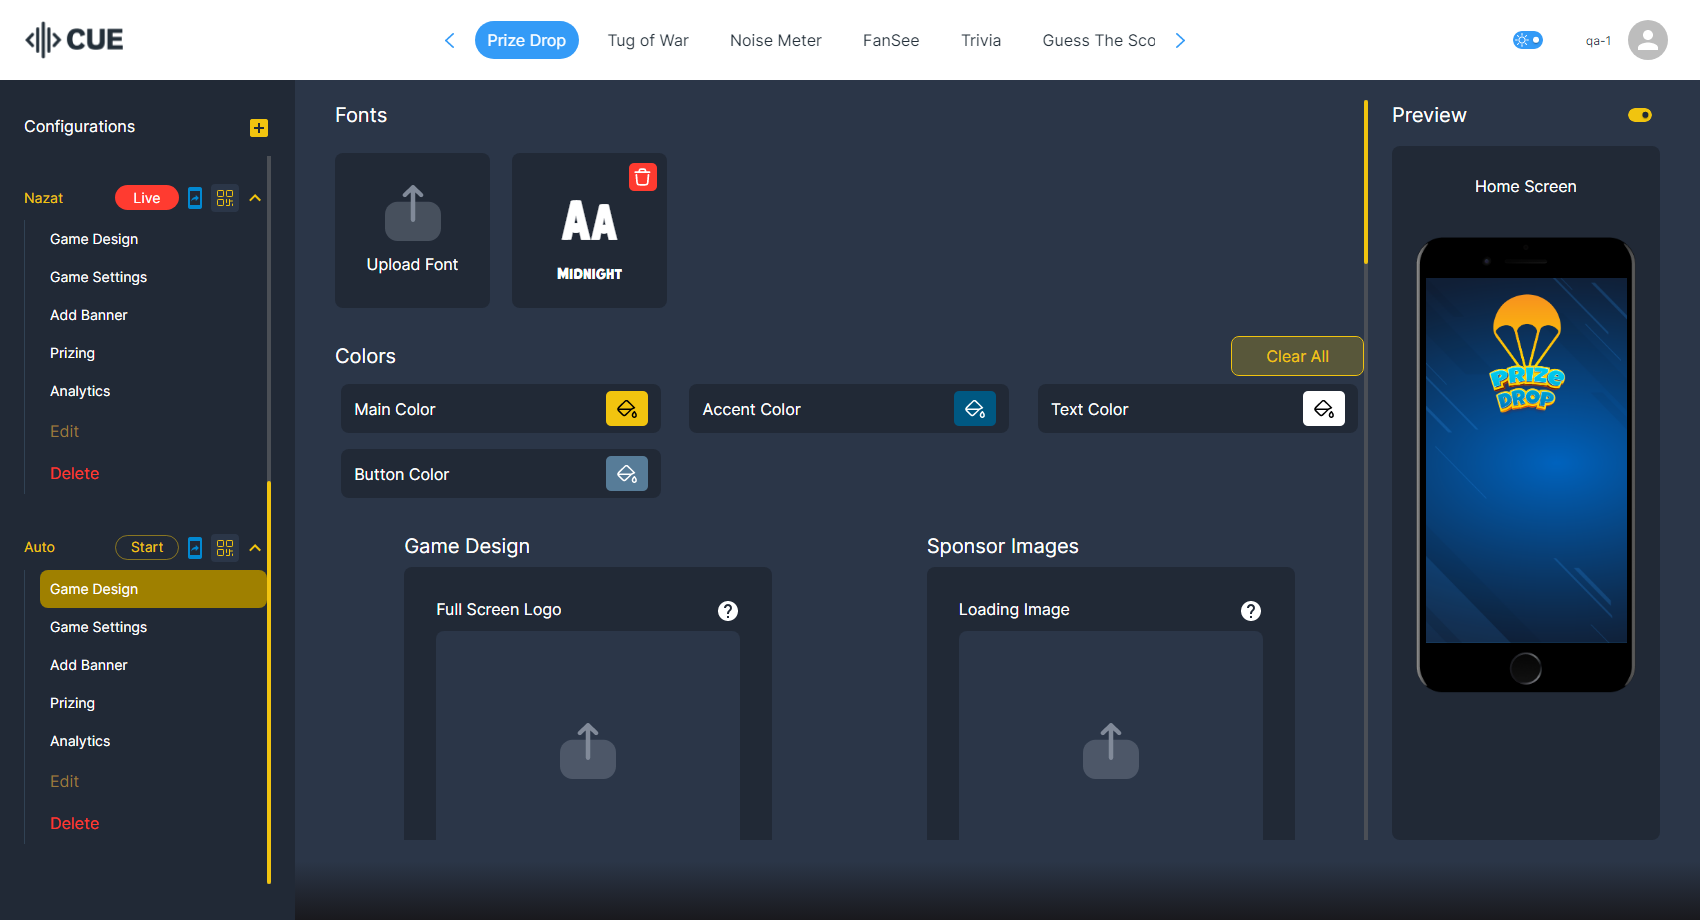 CUE
Prize Drop
Tug of War
Noise Meter
FanSee
Trivia
Guess The Sco
qa-1
Configurations
Nazat
Live
Game Design
Game Settings
Add Banner
Prizing
Analytics
Edit
Delete
Auto
Start
Game Design
Game Settings
Add Banner
Prizing
Analytics
Edit
Delete
Fonts
Upload Font
AA
MIDNIGHT
Colors
Clear All
Main Color
Accent Color
Text Color
Button Color
Game Design
Full Screen Logo
?
Sponsor Images
Loading Image
?
Preview
Home Screen
PRIZE
DROP